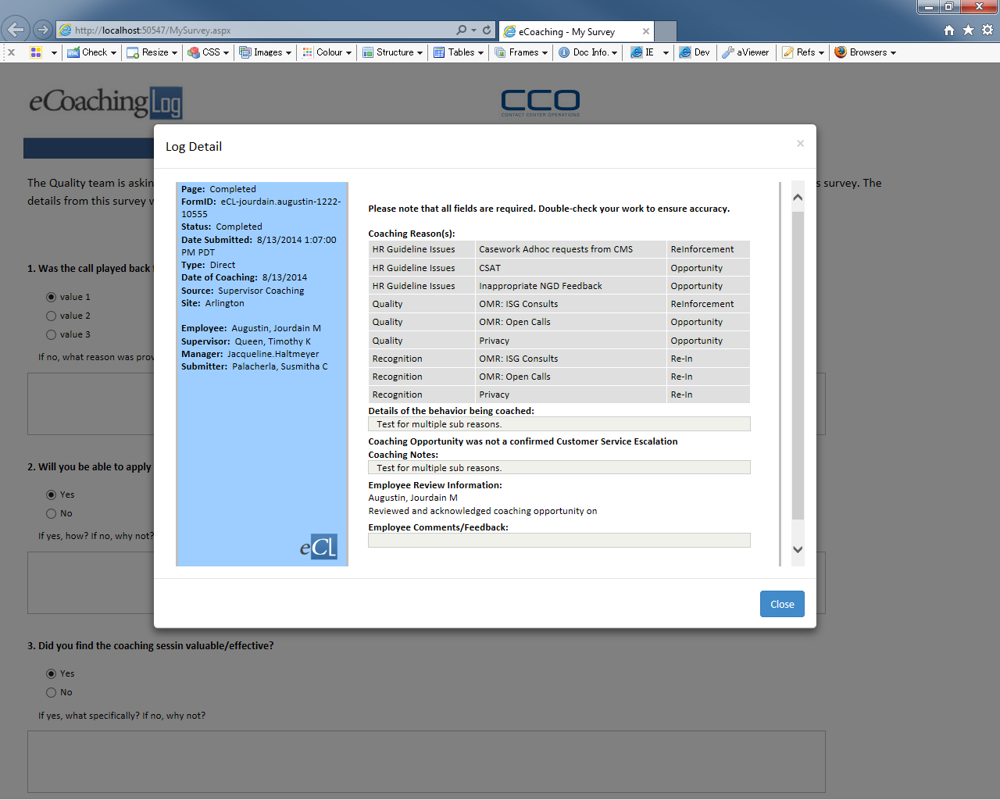 http://localhost:50547/MySurvey.aspx
eCoaching - My Survey
Check
Resize
CSS
Images
Colour
Structure
Tables
Frames
Doc Info.
IE
Dev
aViewer
Refs
Browsers
eCoachingLog
CCO
CONTACT CENTER OPERATIONS
Log Detail
×
The Quality team is askin
s survey. The
details from this survey w
1. Was the call played back
value 1
value 2
value 3
If no, what reason was prov
2. Will you be able to apply
Yes
No
If yes, how? If no, why not?
3. Did you find the coaching sessin valuable/effective?
Yes
No
If yes, what specifically? If no, why not?
Page: Completed
FormID: eCL-jourdain.augustin-1222-
10555
Status: Completed
Date Submitted: 8/13/2014 1:07:00
PM PDT
Type: Direct
Date of Coaching: 8/13/2014
Source: Supervisor Coaching
Site: Arlington
Employee: Augustin, Jourdain M
Supervisor: Queen, Timothy K
Manager: Jacqueline.Haltmeyer
Submitter: Palacherla, Susmitha C
eCL
Please note that all fields are required. Double-check your work to ensure accuracy.
Coaching Reason(s):
HR Guideline Issues Casework Adhoc requests from CMS ReInforcement
HR Guideline Issues CSAT Opportunity
HR Guideline Issues Inappropriate NGD Feedback Opportunity
Quality OMR: ISG Consults ReInforcement
Quality OMR: Open Calls Opportunity
Quality Privacy Opportunity
Recognition OMR: ISG Consults Re-In
Recognition OMR: Open Calls Re-In
Recognition Privacy Re-In
Details of the behavior being coached:
Test for multiple sub reasons.
Coaching Opportunity was not a confirmed Customer Service Escalation
Coaching Notes:
Test for multiple sub reasons.
Employee Review Information:
Augustin, Jourdain M
Reviewed and acknowledged coaching opportunity on
Employee Comments/Feedback:
Close